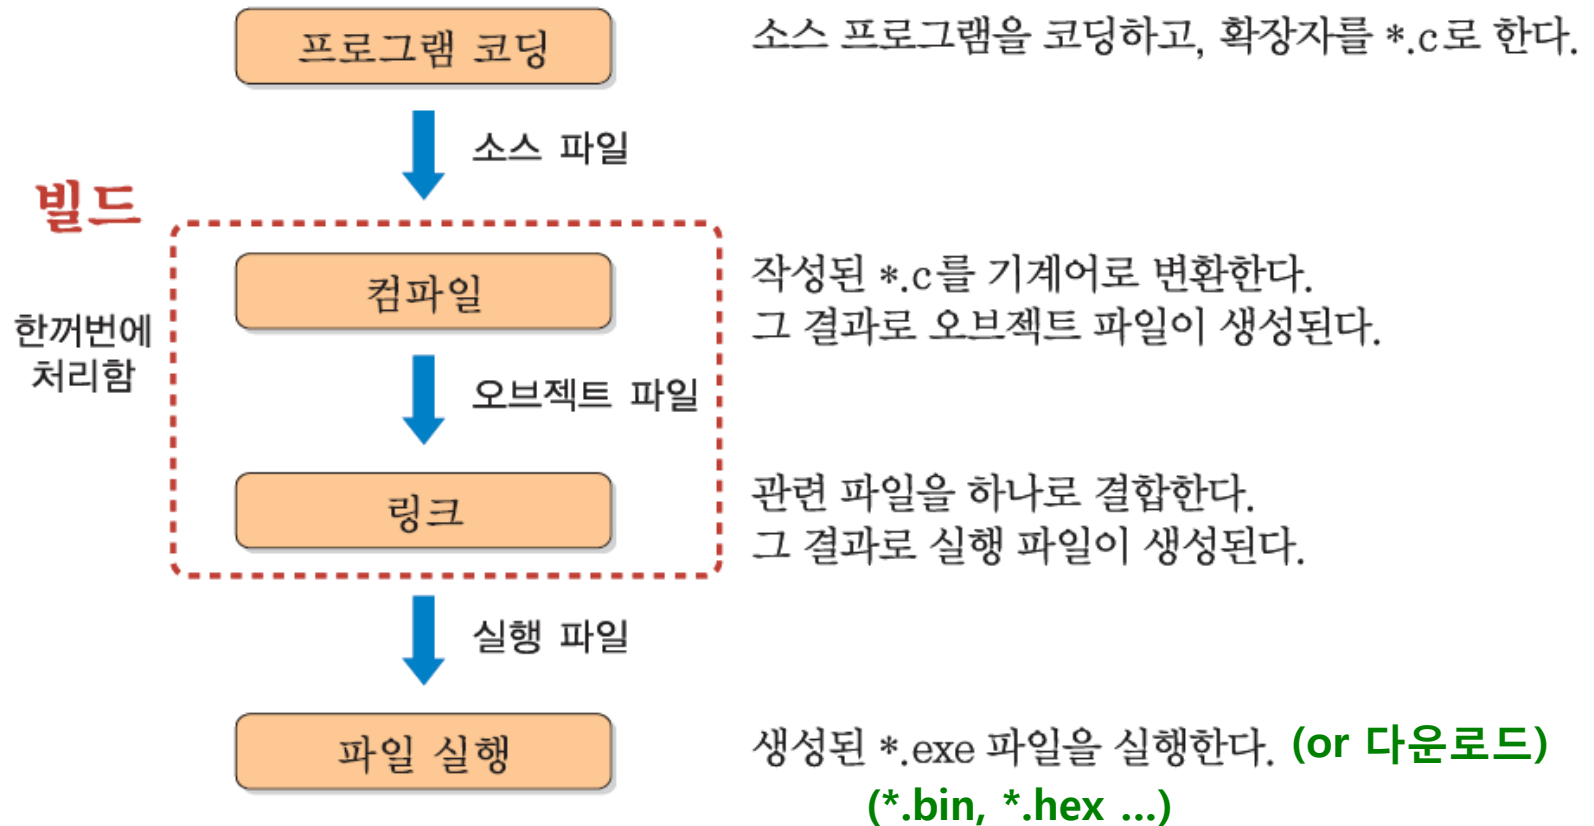 프로그램 코딩
소스 프로그램을 코딩하고, 확장자를 *.c로 한다.
소스 파일
빌드
한꺼번에
처리함
컴파일
작성된 *.c를 기계어로 변환한다.
그 결과로 오브젝트 파일이 생성된다.
오브젝트 파일
링크
관련 파일을 하나로 결합한다.
그 결과로 실행 파일이 생성된다.
실행 파일
파일 실행
생성된 *.exe 파일을 실행한다. (or 다운로드)
(*.bin, *.hex ...)